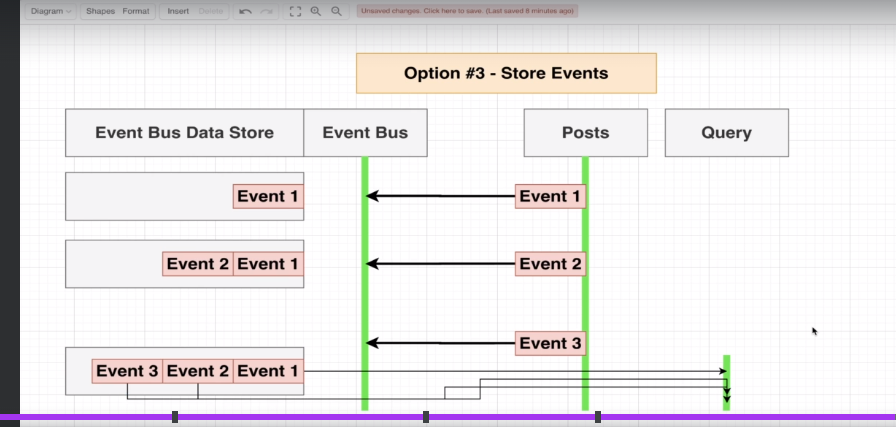 Diagram Shapes Format Insert Delete Unsaved changes. Click here to save. (Last saved 6 minutes ago)
Option #3 - Store Events
Event Bus Data Store Event Bus Posts Query
Event 1 Event 1
Event 2 Event 1 Event 2
Event 3
Event 3 Event 2 Event 1